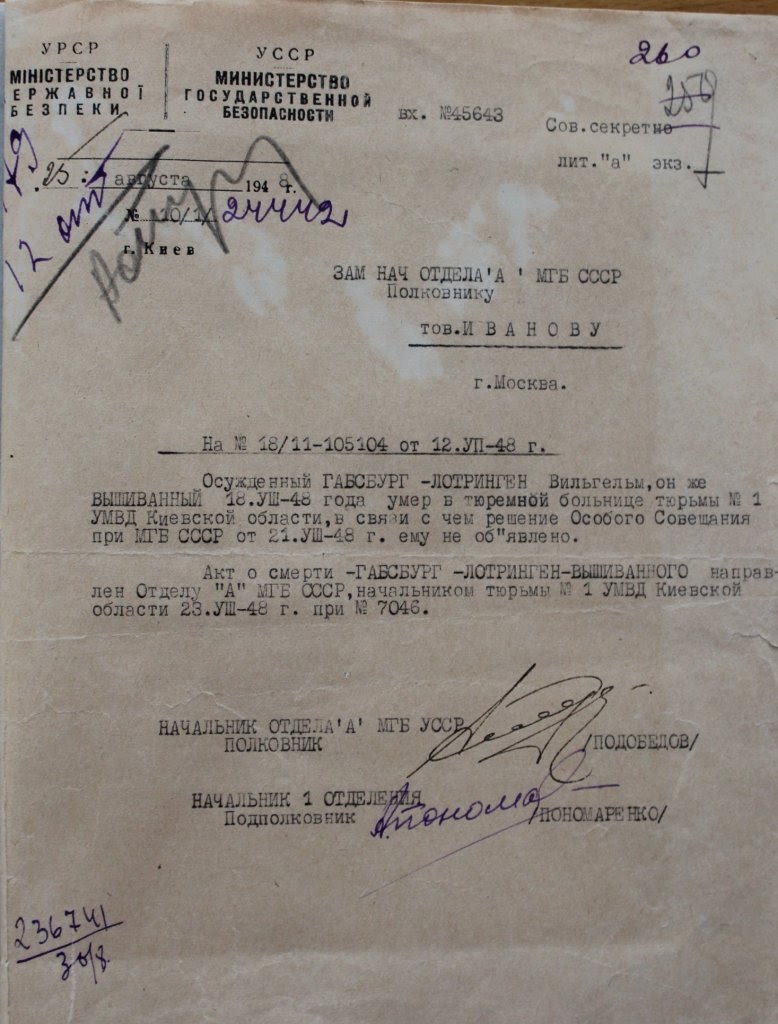 УРСР
МІНІСТЕРСТВО
ЕРЖАВНОЇ
БЕЗПЕКИ
УССР
МИНИСТЕРСТВО
ГОСУДАРСТВЕННОЙ
БЕЗОПАСНОСТИ
вх. №45643
260
Сов.секретно
лит."а" экз.
25 августа 1948 г.
№ 10/1/ 24442
г. Киев
ЗАМ НАЧ ОТДЕЛА'А ' МГБ СССР
Полковнику
тов.И В А Н О В У
г.Москва.
На № 18/11-105104 от 12.УП-48 г.
Осужденный ГАБСБУРГ -ЛОТРИНГЕН Вильгельм,он же
ВЫШИВАННЫЙ 18.УШ-48 года умер в тюремной больнице тюрьмы № 1
УМВД Киевской области,в связи с чем решение Особого Совещания
при МГБ СССР от 21.УШ-48 г. ему не об"явлено.
Акт о смерти -ГАБСБУРГ -ЛОТРИНГЕН-ВЫШИВАННОГО направ-
лен Отделу "А" МГБ СССР,начальником тюрьмы № 1 УМВД Киевской
области 23.УШ-48 г. при № 7046.
НАЧАЛЬНИК ОТДЕЛА'А' МГБ УССР
ПОЛКОВНИК
/ПОДОБЕДОВ/
НАЧАЛЬНИК 1 ОТДЕЛЕНИЯ
Подполковник
/ПОНОМАРЕНКО/
236741
30/8